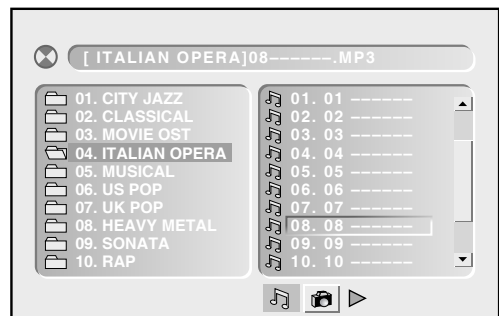 [ ITALIAN OPERA]08------.MP3
01. CITY JAZZ
02. CLASSICAL
03. MOVIE OST
04. ITALIAN OPERA
05. MUSICAL
06. US POP
07. UK POP
08. HEAVY METAL
09. SONATA
10. RAP
01. 01 ------
02. 02 ------
03. 03 ------
04. 04 ------
05. 05 ------
06. 06 ------
07. 07 ------
08. 08 ------
09. 09 ------
10. 10 ------